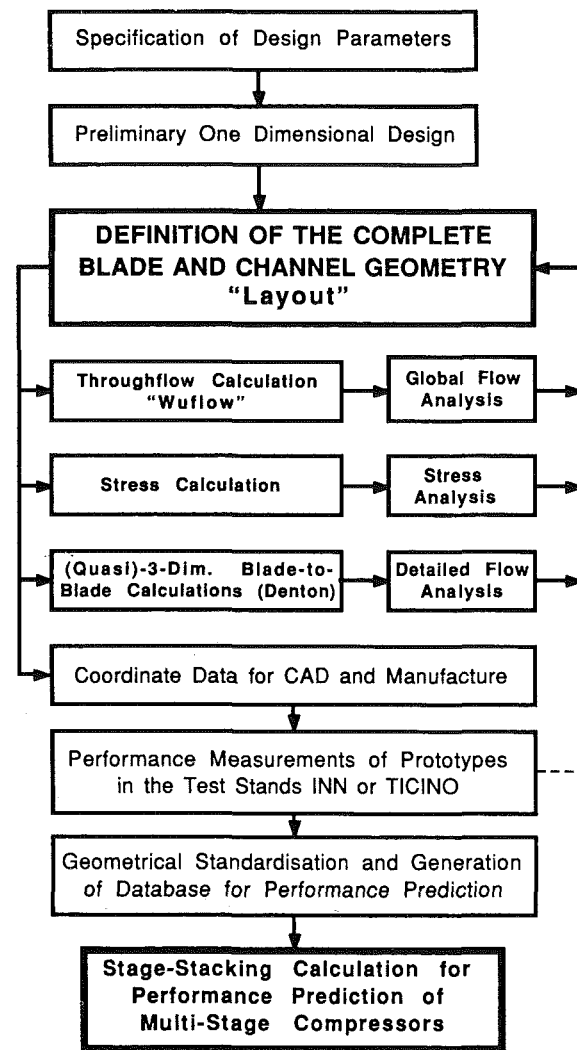 Specification of Design Parameters
Preliminary One Dimensional Design
DEFINITION OF THE COMPLETE
BLADE AND CHANNEL GEOMETRY
“Layout”
Throughflow Calculation
“Wuflow”
Global Flow
Analysis
Stress Calculation
Stress
Analysis
(Quasi)-3-Dim. Blade-to-
Blade Calculations (Denton)
Detailed Flow
Analysis
Coordinate Data for CAD and Manufacture
Performance Measurements of Prototypes
in the Test Stands INN or TICINO
Geometrical Standardisation and Generation
of Database for Performance Prediction
Stage-Stacking Calculation for
Performance Prediction of
Multi-Stage Compressors